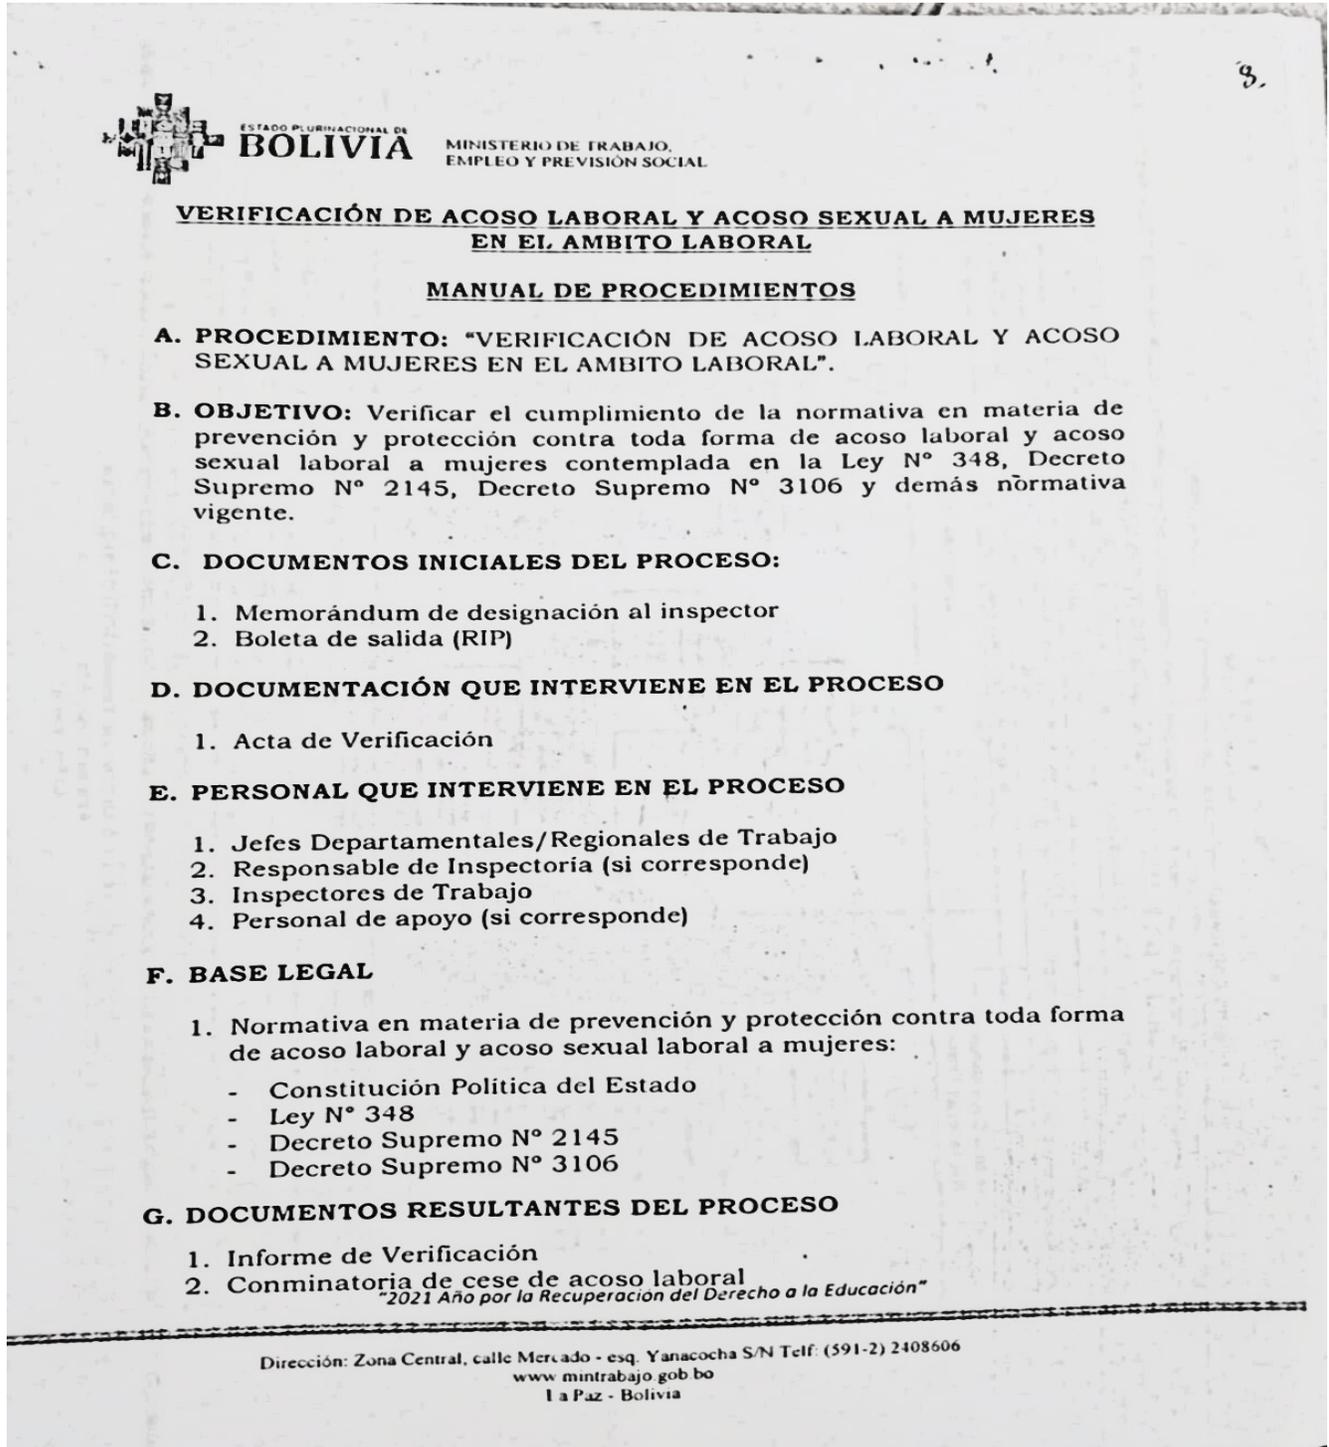 8.
ESTADO PLURINACIONAL DE
BOLIVIA
MINISTERIO DE TRABAJO,
EMPLEO Y PREVISIÓN SOCIAL
VERIFICACIÓN DE ACOSO LABORAL Y ACOSO SEXUAL A MUJERES
EN EL AMBITO LABORAL
MANUAL DE PROCEDIMIENTOS
A. PROCEDIMIENTO: “VERIFICACIÓN DE ACOSO LABORAL Y ACOSO
SEXUAL A MUJERES EN EL AMBITO LABORAL”.
B. OBJETIVO: Verificar el cumplimiento de la normativa en materia de
prevención y protección contra toda forma de acoso laboral y acoso
sexual laboral a mujeres contemplada en la Ley Nº 348, Decreto
Supremo Nº 2145, Decreto Supremo Nº 3106 y demás normativa
vigente.
C. DOCUMENTOS INICIALES DEL PROCESO:
1. Memorándum de designación al inspector
2. Boleta de salida (RIP)
D. DOCUMENTACIÓN QUE INTERVIENE EN EL PROCESO
1. Acta de Verificación
E. PERSONAL QUE INTERVIENE EN EL PROCESO
1. Jefes Departamentales/Regionales de Trabajo
2. Responsable de Inspectoría (si corresponde)
3. Inspectores de Trabajo
4. Personal de apoyo (si corresponde)
F. BASE LEGAL
1. Normativa en materia de prevención y protección contra toda forma
de acoso laboral y acoso sexual laboral a mujeres:
- Constitución Política del Estado
- Ley Nº 348
- Decreto Supremo Nº 2145
- Decreto Supremo Nº 3106
G. DOCUMENTOS RESULTANTES DEL PROCESO
1. Informe de Verificación
2. Conminatoria de cese de acoso laboral
“2021 Año por la Recuperación del Derecho a la Educación”
Dirección: Zona Central, calle Mercado - esq. Yanacocha S/N Telf: (591-2) 2408606
www.mintrabajo.gob.bo
La Paz - Bolivia